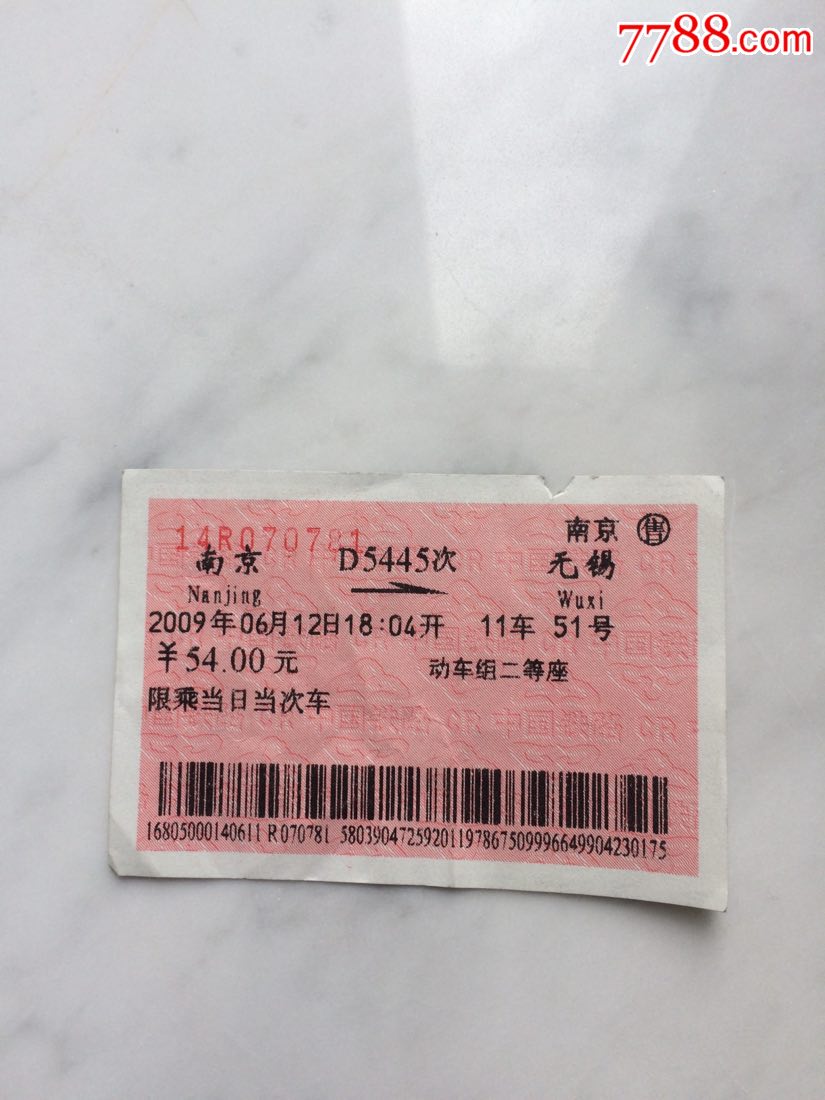 7788.com
南京 售
14R070781
南京 D5445次 无锡
Nanjing Wuxi
2009年06月12日18:04开 11车 51号
¥54.00元 动车组二等座
限乘当日当次车
16805000140611 R070781 58039047259201197867509996649904230175